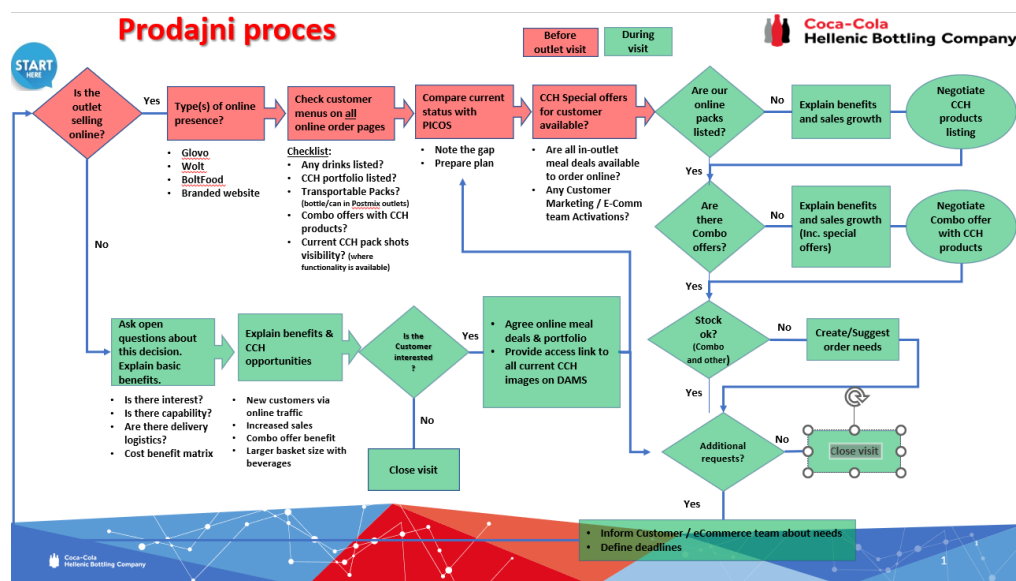 Prodajni proces
Before
outlet visit
During
visit
Coca-Cola
Hellenic Bottling Company
START
HERE
Is the
outlet
selling
online?
Yes
Type(s) of online
presence?
• Glovo
• Wolt
• BoltFood
• Branded website
Check customer
menus on all
online order pages
Checklist:
• Any drinks listed?
• CCH portfolio listed?
• Transportable Packs?
(bottle/can in Postmix outlets)
• Combo offers with CCH
products?
• Current CCH pack shots
visibility? (where
functionality is available)
Compare current
status with
PICOS
• Note the gap
• Prepare plan
CCH Special offers
for customer
available?
• Are all in-outlet
meal deals available
to order online?
• Any Customer
Marketing / E-Comm
team Activations?
Are our
online
packs
listed?
No
Explain benefits
and sales growth
Negotiate
CCH
products
listing
Yes
Are
there
Combo
offers?
No
Explain benefits
and sales growth
(Inc. special
offers)
Negotiate
Combo offer
with CCH
products
Yes
Stock
ok?
(Combo
and other)
No
Create/Suggest
order needs
Yes
Additional
requests?
No
Close visit
Yes
• Inform Customer / eCommerce team about needs
• Define deadlines
No
Ask open
questions about
this decision.
Explain basic
benefits.
• Is there interest?
• Is there capability?
• Are there delivery
logistics?
• Cost benefit matrix
Explain benefits &
CCH
opportunities
• New customers via
online traffic
• Increased sales
• Combo offer benefit
• Larger basket size with
beverages
Is the
Customer
interested
?
Yes
• Agree online meal
deals & portfolio
• Provide access link to
all current CCH
images on DAMS
No
Close visit
Coca-Cola
Hellenic Bottling Company
1
1